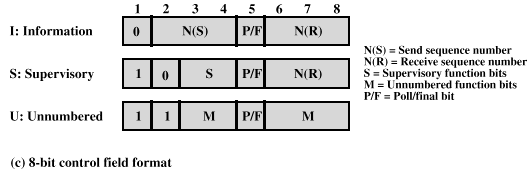 1 2 3 4 5 6 7 8
I: Information 0 N(S) P/F N(R)
S: Supervisory 1 0 S P/F N(R)
U: Unnumbered 1 1 M P/F M
N(S) = Send sequence number
N(R) = Receive sequence number
S = Supervisory function bits
M = Unnumbered function bits
P/F = Poll/final bit
(c) 8-bit control field format